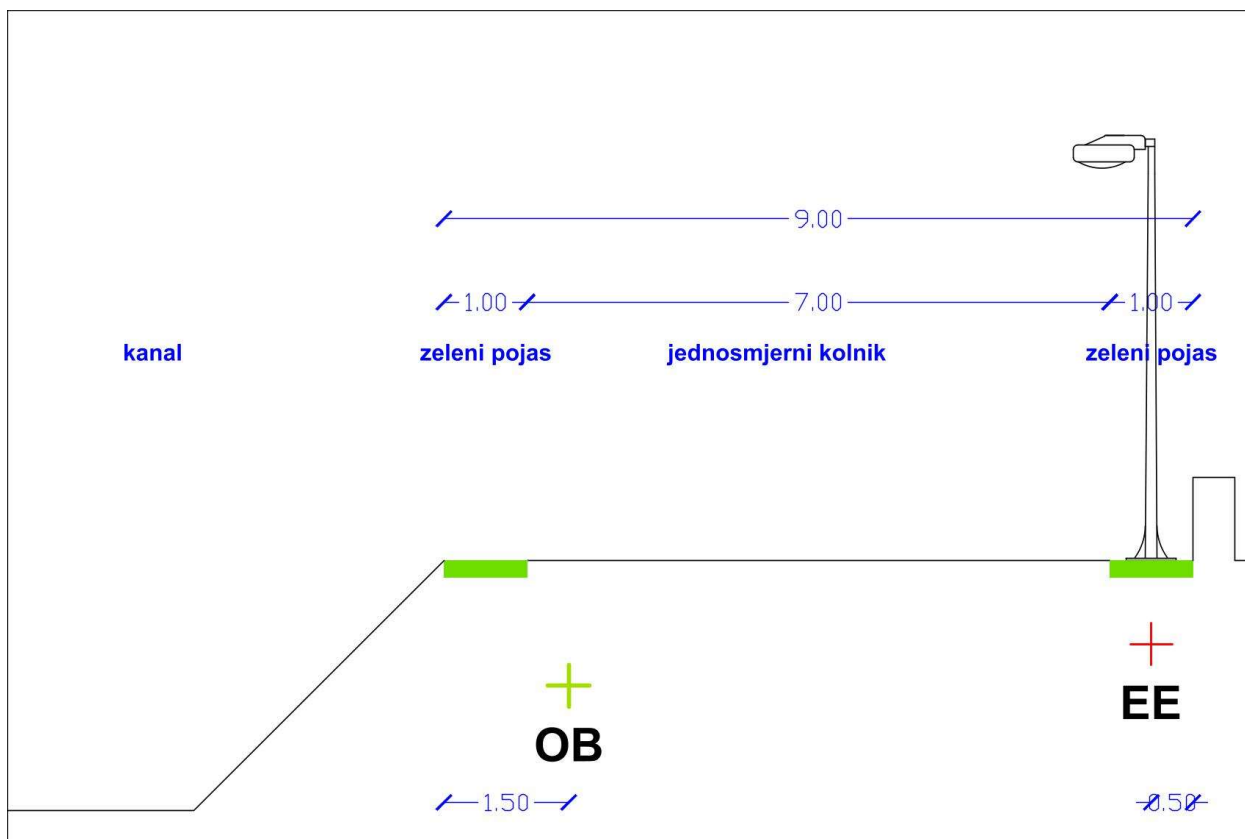 9,00
1,00 7,00 1,00
kanal zeleni pojas jednosmjerni kolnik zeleni pojas
EE
OB
1,50 0,50